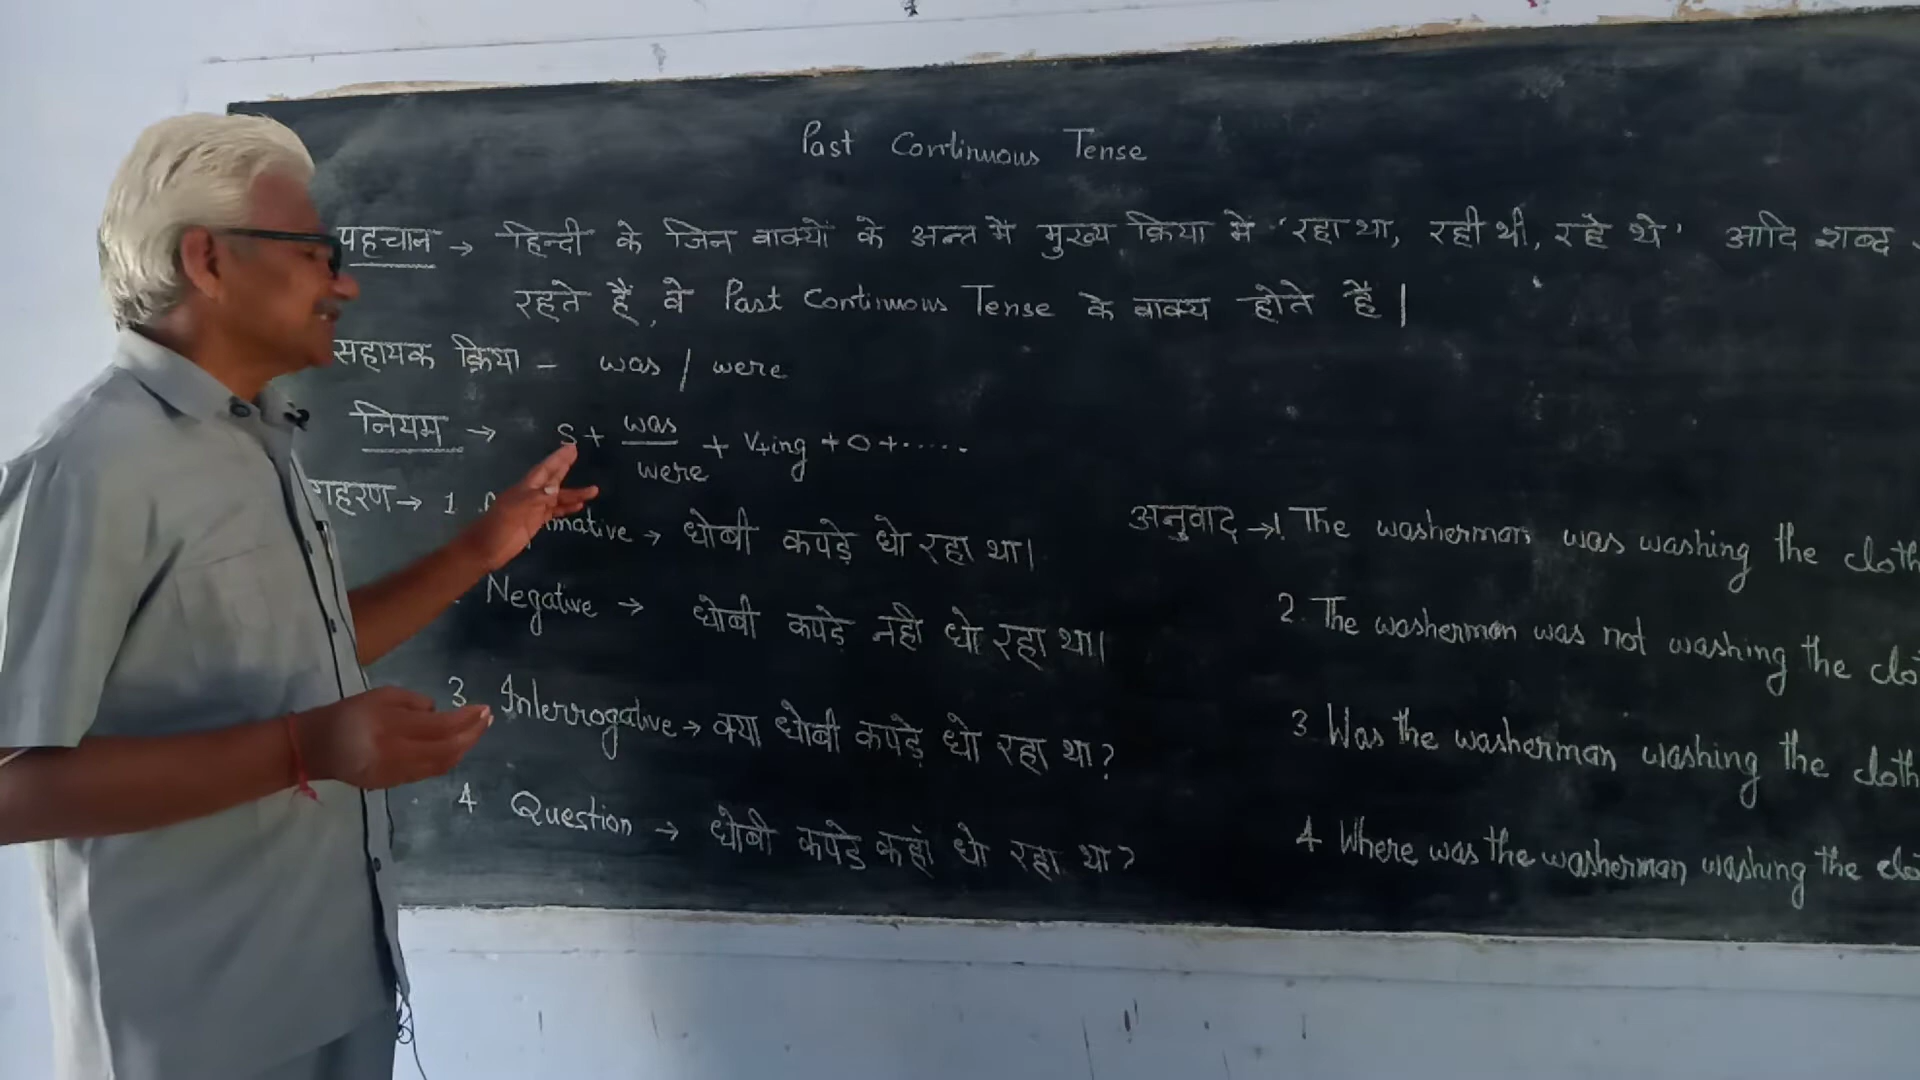 Past Continuous Tense
पहचान → हिन्दी के जिन वाक्यों के अन्त में मुख्य क्रिया में 'रहा था, रही थी, रहे थे' आदि शब्द
रहते हैं, वे Past Continuous Tense के वाक्य होते हैं |
सहायक क्रिया - was / were
नियम → S + was/were + V+ing + O + ......
→ 1. → धोबी कपड़े धो रहा था। अनुवाद → 1. The washerman was washing the
Negative → धोबी कपड़े नही धो रहा था। 2. The washerman was not washing the
3 Interrogative → क्या धोबी कपड़े धो रहा था? 3 Was the washerman washing the
4 Question → धोबी कपड़े कहां धो रहा था? 4 Where was the washerman washing the